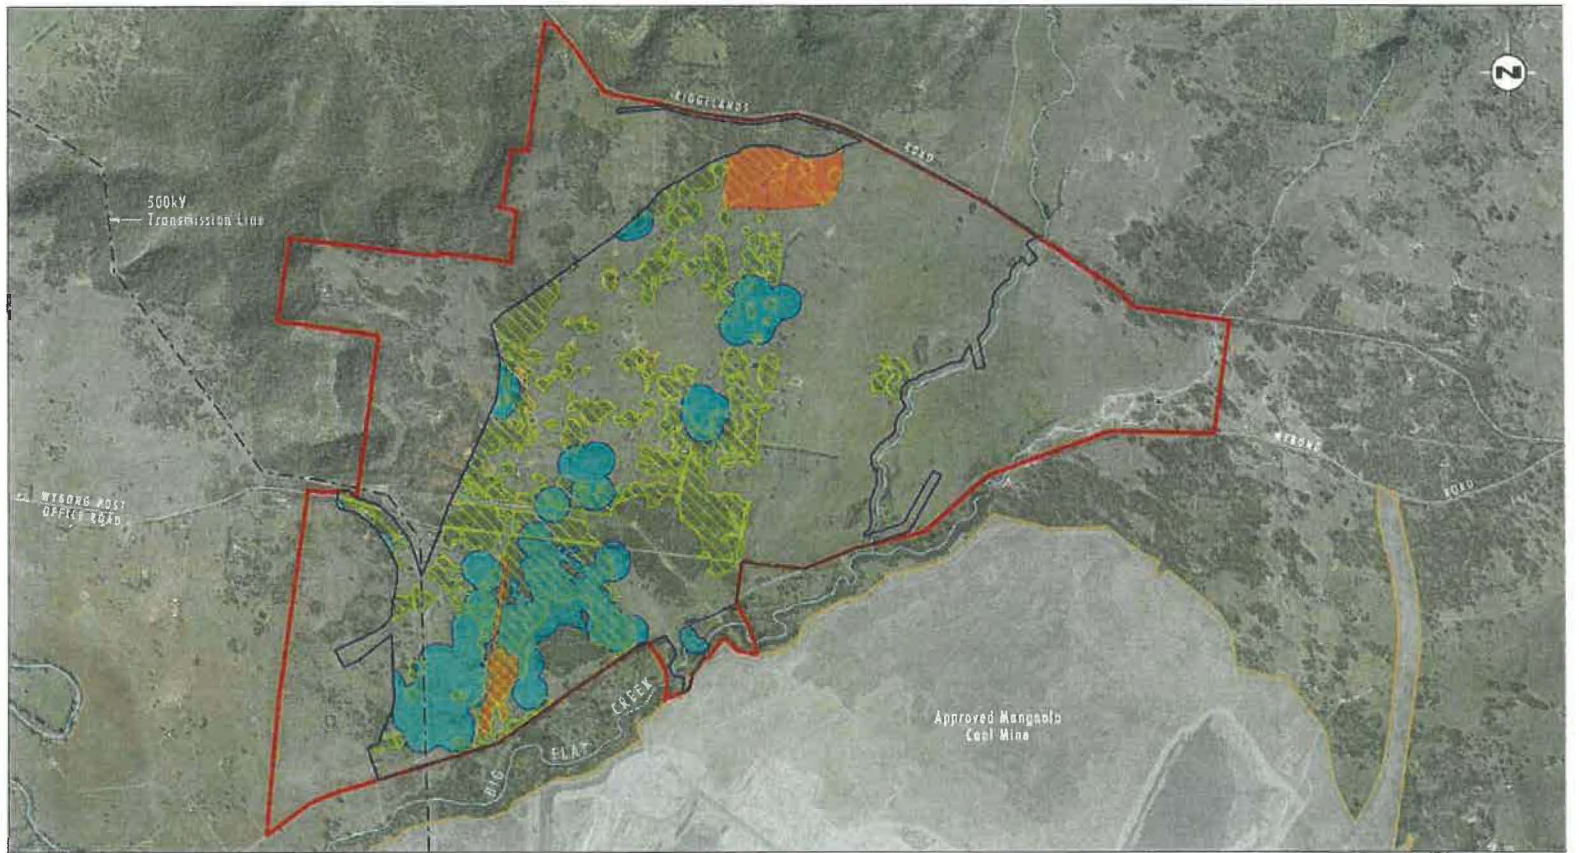 N
RIDGELANDS
ROAD
500kV
Transmission Line
WYBONG POST
OFFICE ROAD
WYBONG
ROAD
Approved Mangoola
Coal Mine
BIG FLAT CREEK